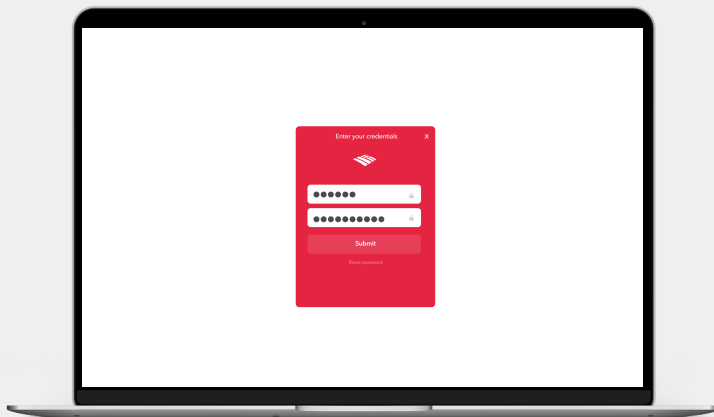 Enter your credentials X
●●●●●●
●●●●●●●●●●
Submit
Reset password